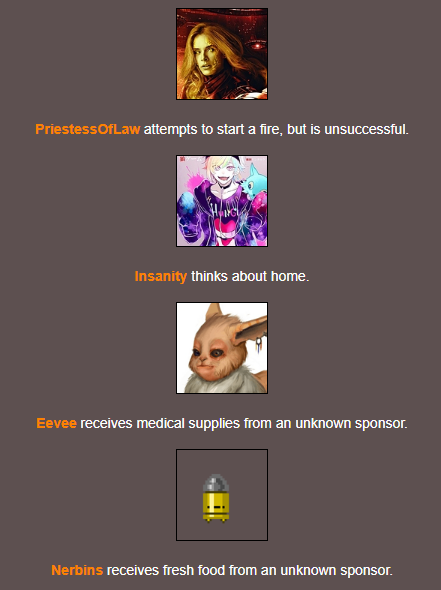 PriestessOfLaw attempts to start a fire, but is unsuccessful.
Insanity thinks about home.
Eevee receives medical supplies from an unknown sponsor.
Nerbins receives fresh food from an unknown sponsor.